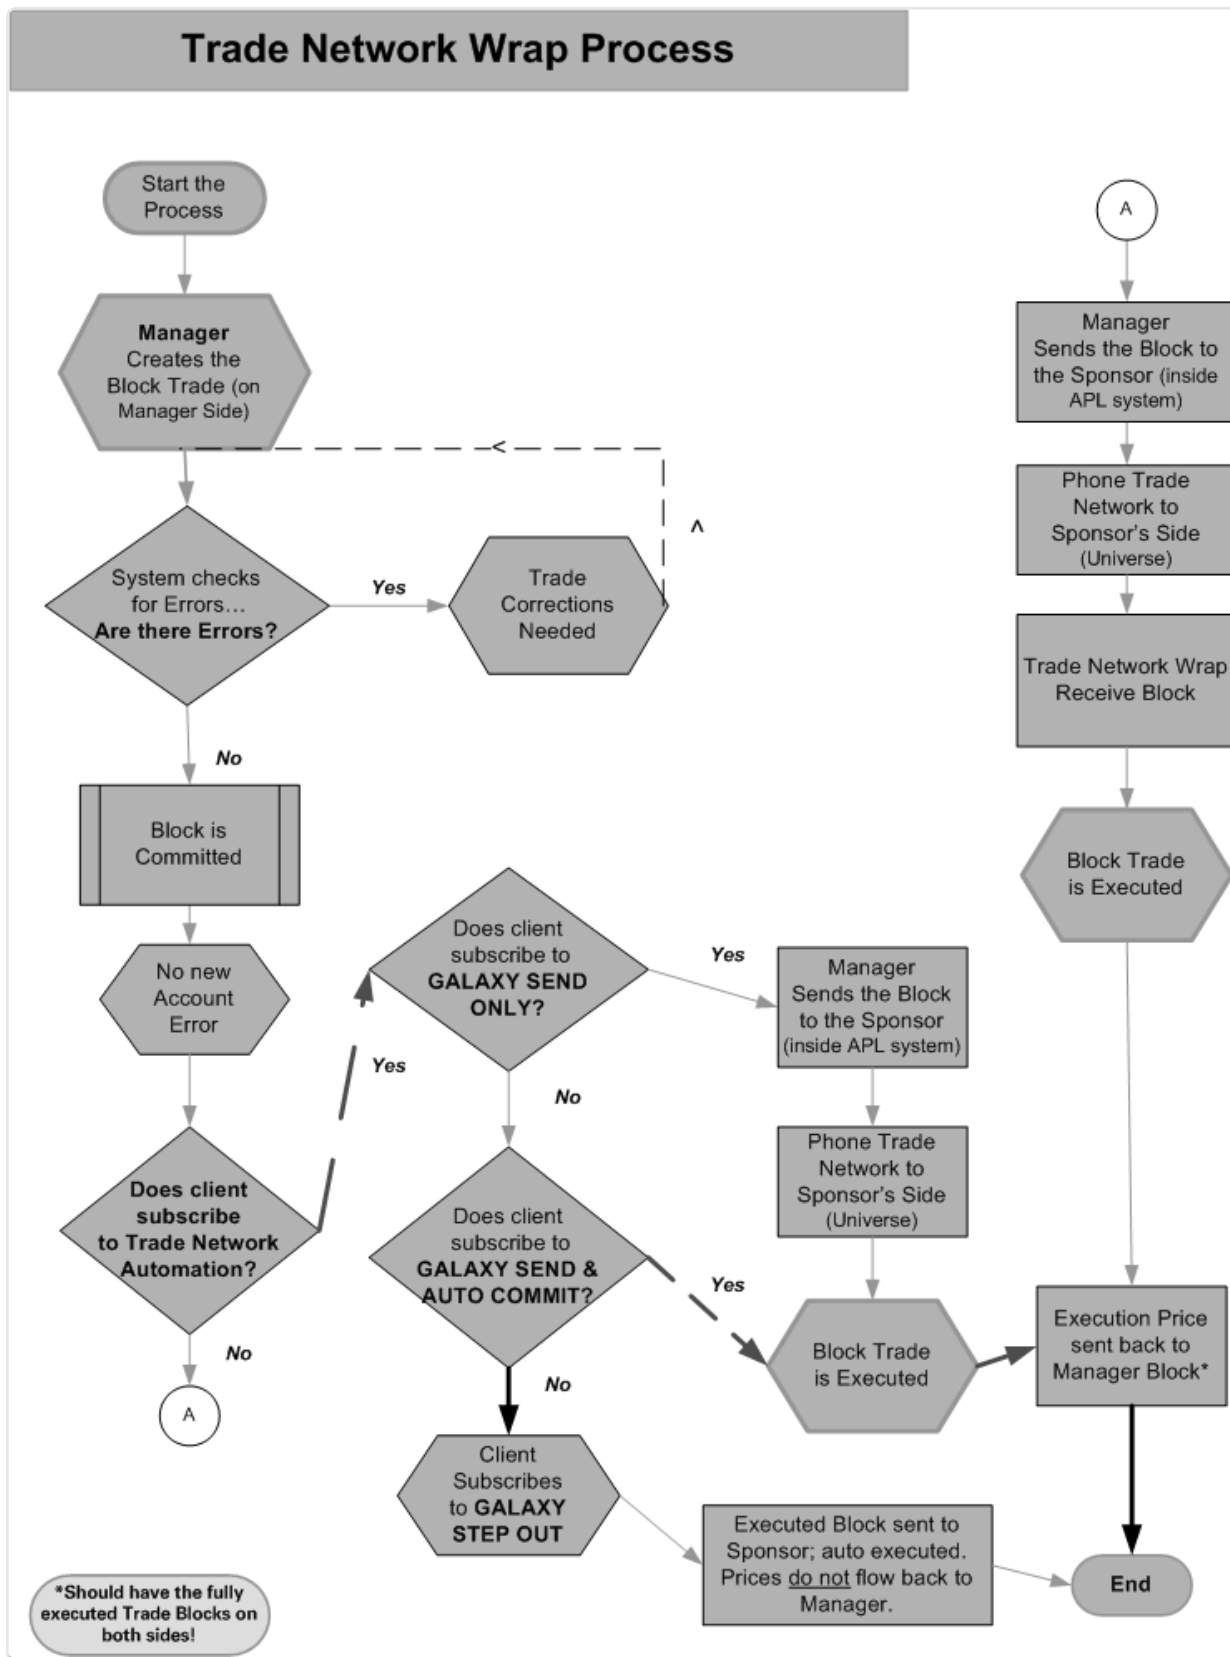 Trade Network Wrap Process
Start the
Process
Manager
Creates the
Block Trade (on
Manager Side)
<
^
System checks
for Errors…
Are there Errors?
Yes
Trade
Corrections
Needed
No
Block is
Committed
No new
Account
Error
Does client
subscribe
to Trade Network
Automation?
Yes
No
A
Does client
subscribe to
GALAXY SEND
ONLY?
Yes
No
Manager
Sends the Block
to the Sponsor
(inside APL system)
Phone Trade
Network to
Sponsor's Side
(Universe)
Does client
subscribe to
GALAXY SEND &
AUTO COMMIT?
Yes
No
Block Trade
is Executed
Client
Subscribes
to GALAXY
STEP OUT
Executed Block sent to
Sponsor; auto executed.
Prices do not flow back to
Manager.
A
Manager
Sends the Block to
the Sponsor (inside
APL system)
Phone Trade
Network to
Sponsor's Side
(Universe)
Trade Network Wrap
Receive Block
Block Trade
is Executed
Execution Price
sent back to
Manager Block*
End
*Should have the fully
executed Trade Blocks on
both sides!